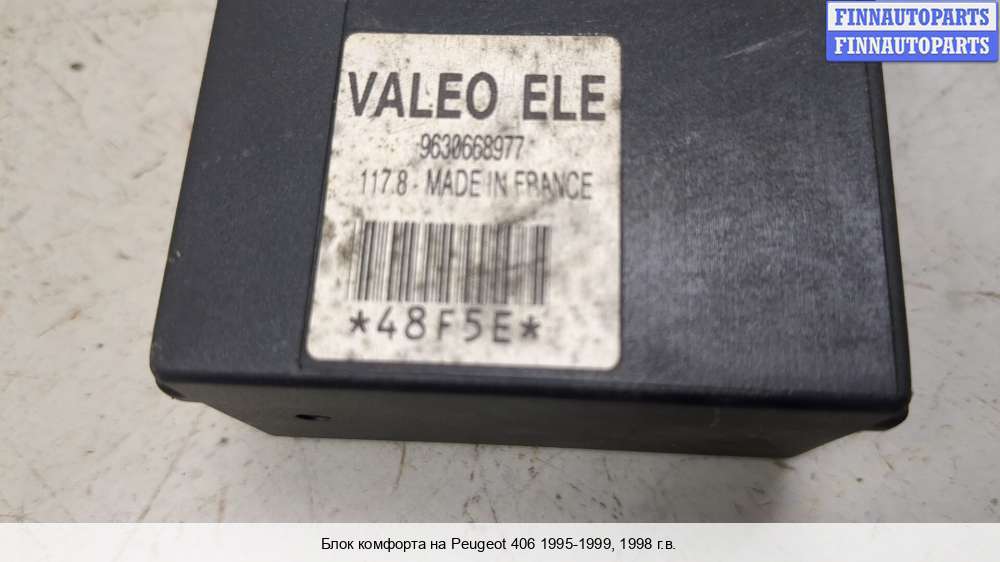 FINNAUTOPARTS
FINNAUTOPARTS
VALEO ELE
9630668977
117.8 - MADE IN FRANCE
*48F5E*
Блок комфорта на Peugeot 406 1995-1999, 1998 г.в.